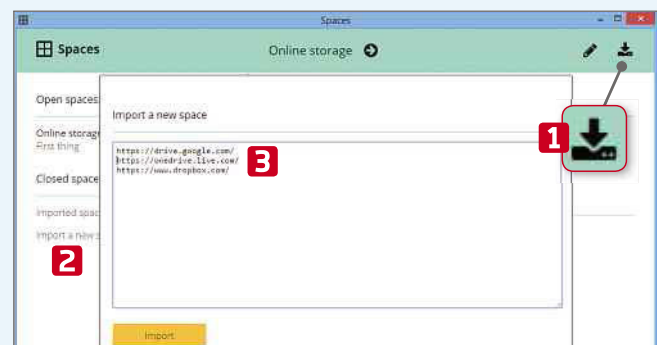 Spaces
Spaces
Online storage
Open spaces
Import a new space
1
Online storage
First thing
https://drive.google.com/
https://onedrive.live.com/
https://www.dropbox.com/
3
Closed space
Imported spac
Import a new s
2
Import